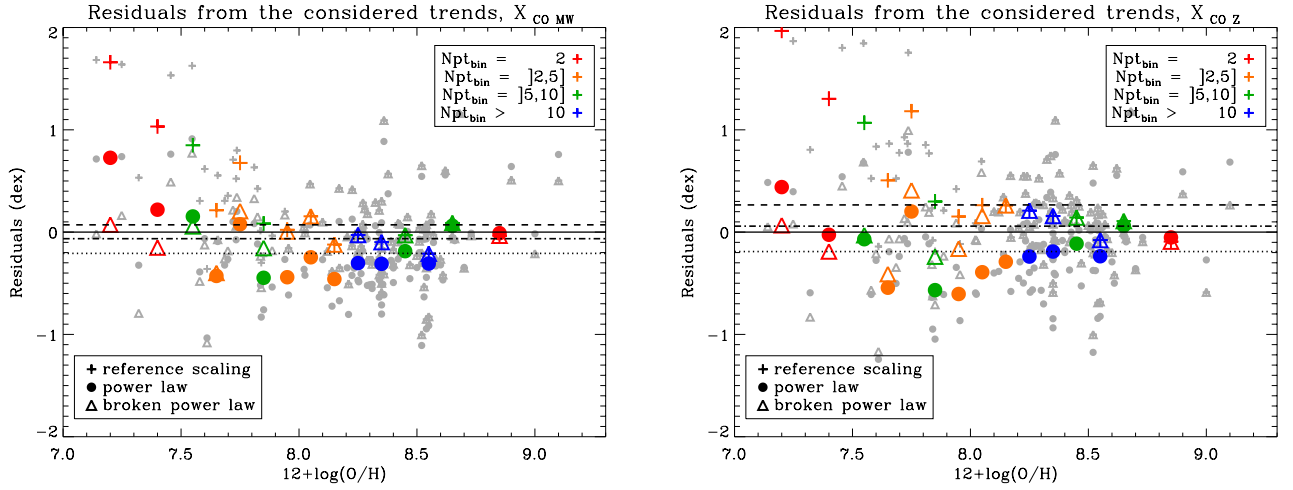 Residuals from the considered trends, X CO MW
Residuals (dex)
2
1
0
−1
−2
Npt bin = 2
Npt bin = ]2,5]
Npt bin = ]5,10]
Npt bin > 10
reference scaling
power law
broken power law
7.0 7.5 8.0 8.5 9.0
12+log(O/H)
Residuals from the considered trends, X CO Z
Residuals (dex)
2
1
0
−1
−2
Npt bin = 2
Npt bin = ]2,5]
Npt bin = ]5,10]
Npt bin > 10
reference scaling
power law
broken power law
7.0 7.5 8.0 8.5 9.0
12+log(O/H)